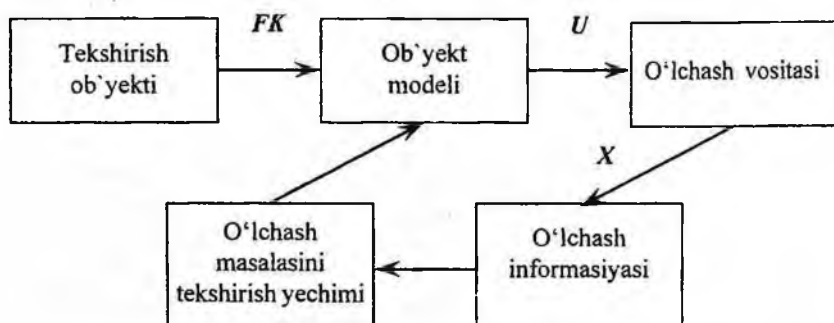 FK
U
Tekshirish
ob`yekti
Ob`yekt
modeli
O‘lchash vositasi
X
O‘lchash
masalasini
tekshirish yechimi
O‘lchash
informasiyasi